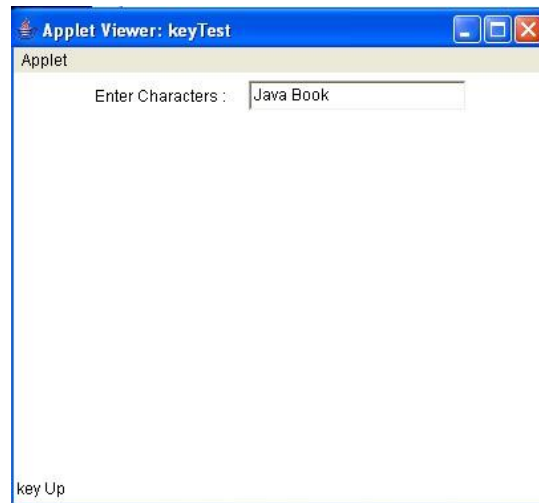 Applet Viewer: keyTest
Applet
Enter Characters : Java Book
key Up